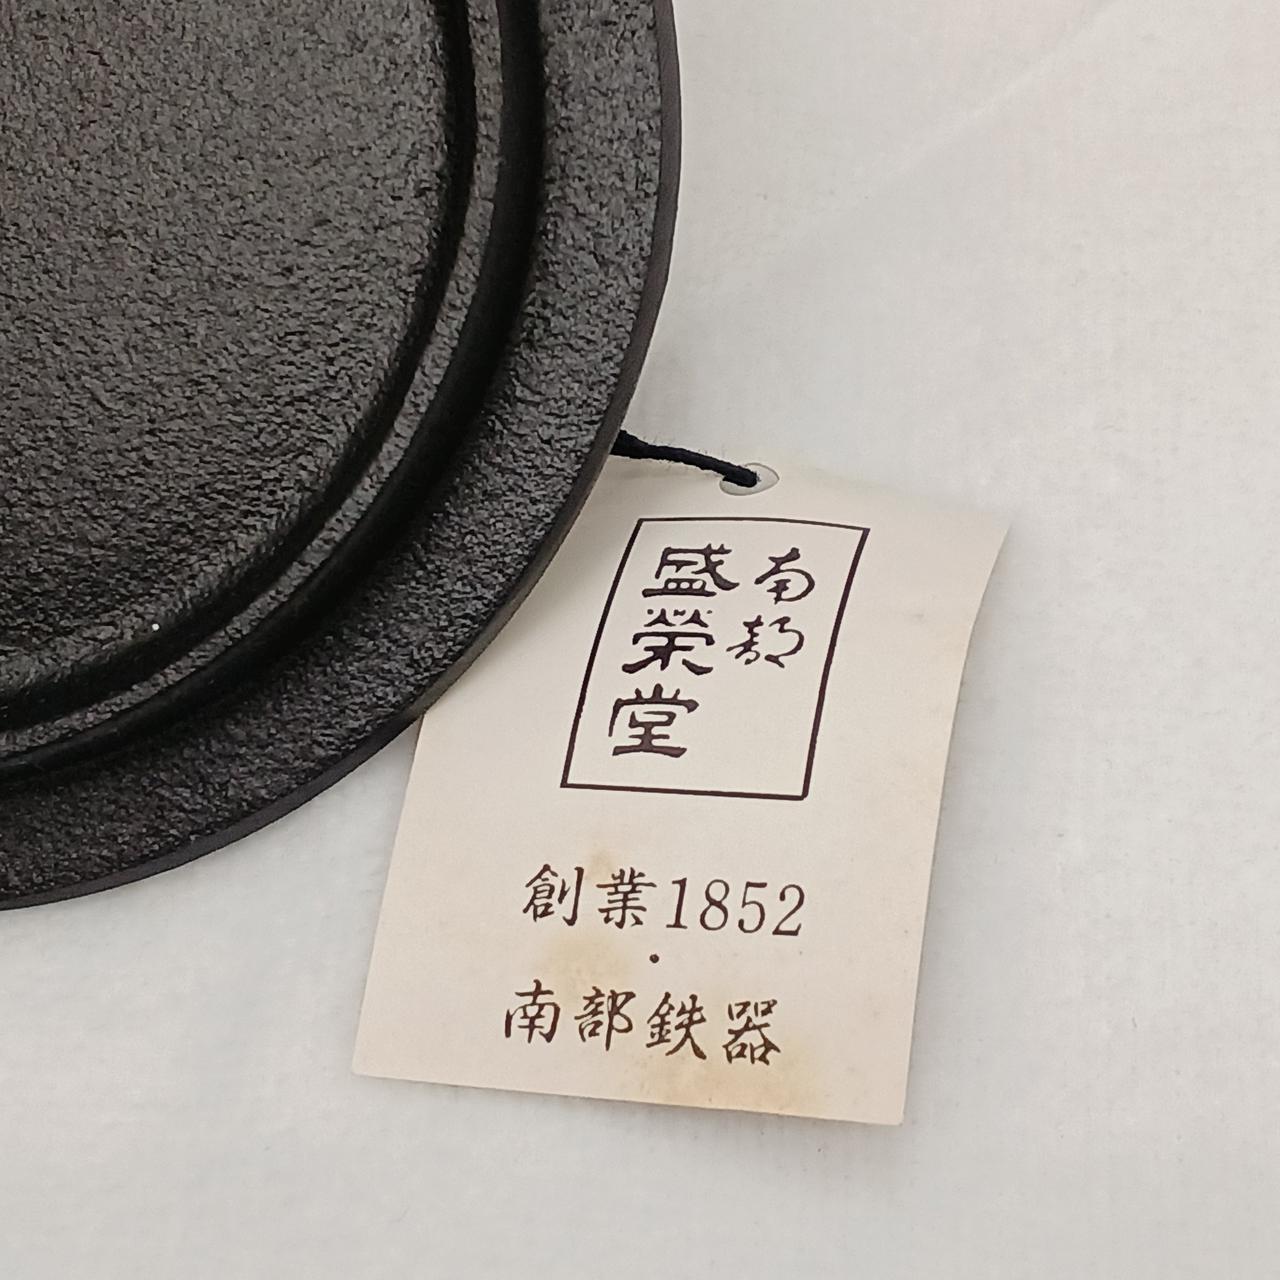 南部
盛榮堂
創業1852
・
南部鉄器